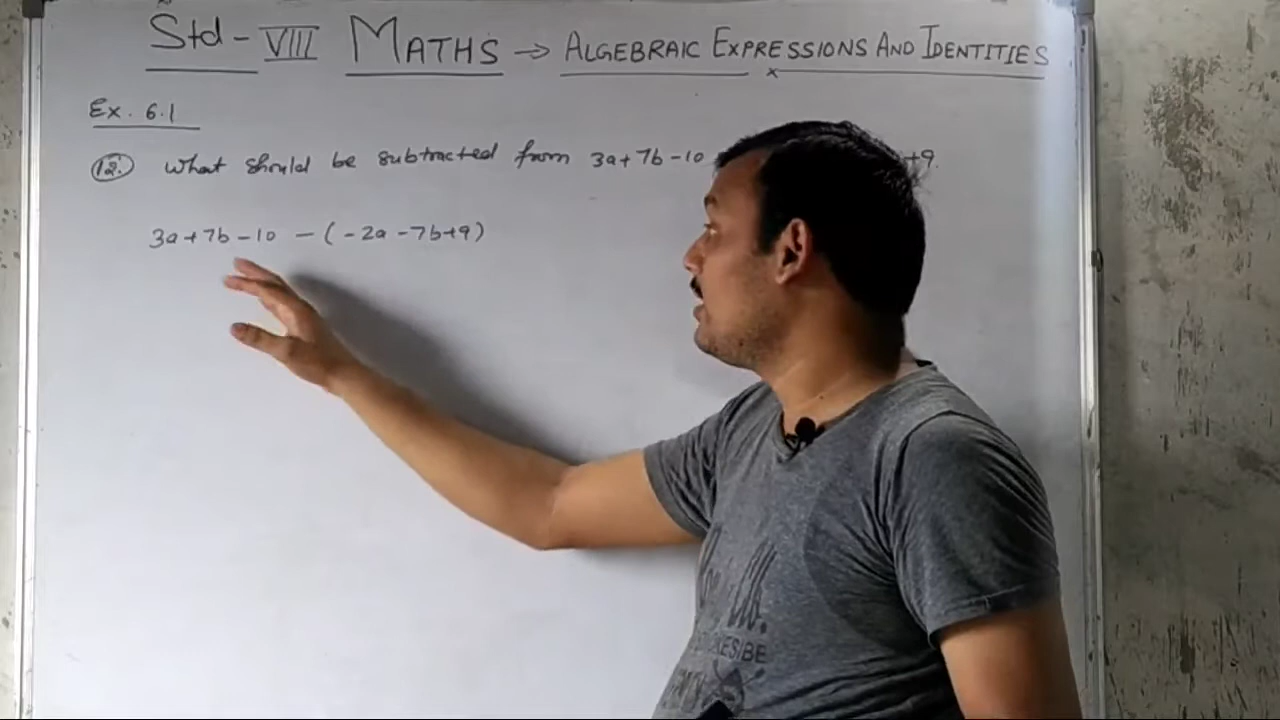 Std - VIII MATHS → ALGEBRAIC EXPRESSIONS AND IDENTITIES
Ex. 6.1
12. What should be subtracted from 3a+7b-10 +9.
3a+7b-10 - (-2a-7b+9)